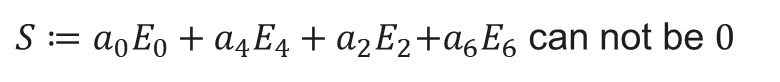 S ≔ a₀E₀ + a₄E₄ + a₂E₂+a₆E₆ can not be 0